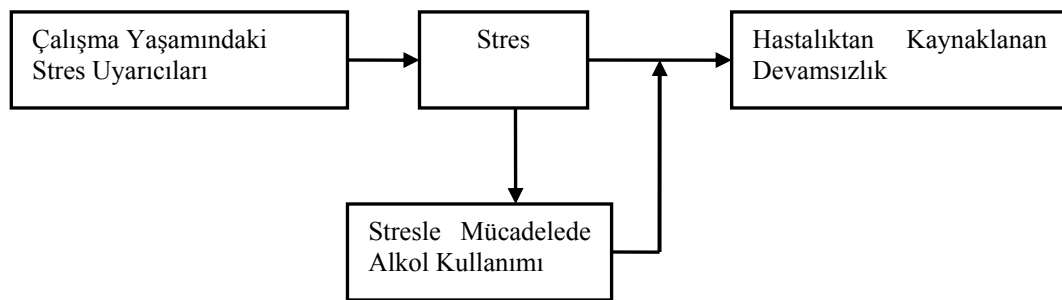 Çalışma Yaşamındaki
Stres Uyarıcıları
Stres
Hastalıktan Kaynaklanan
Devamsızlık
Stresle Mücadelede
Alkol Kullanımı